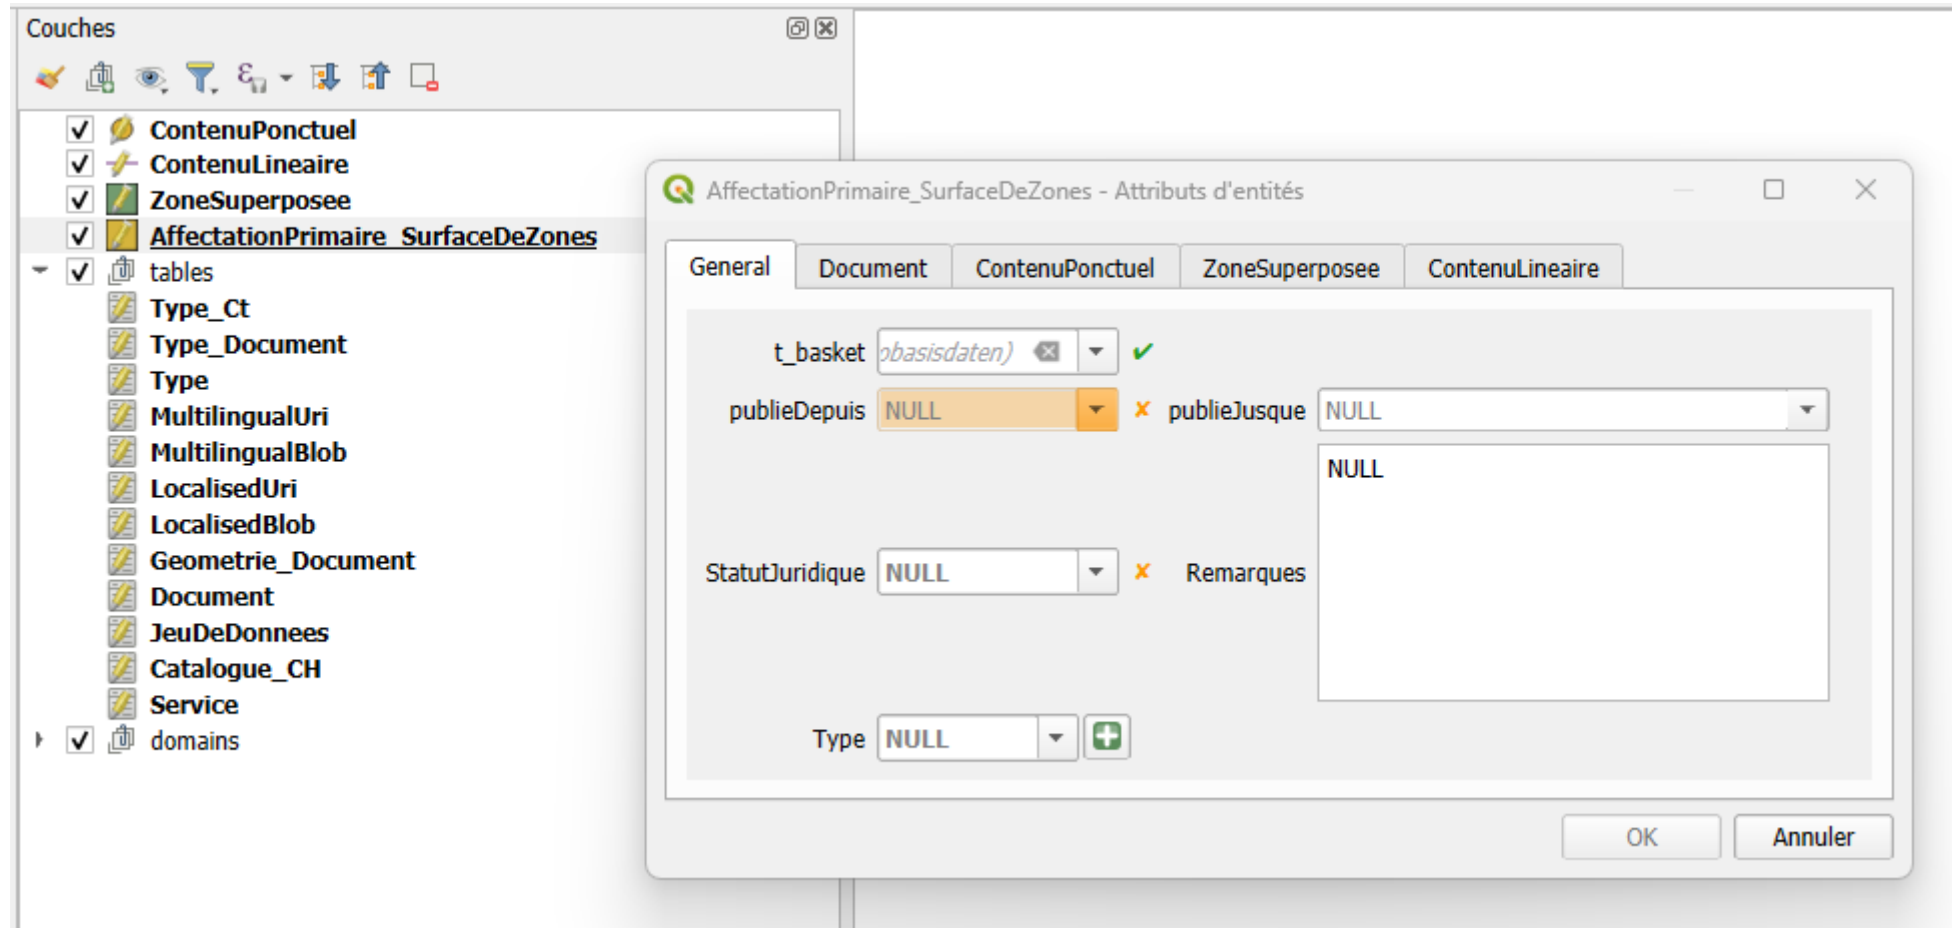 Couches
ContenuPonctuel
ContenuLineaire
ZoneSuperposee
AffectationPrimaire_SurfaceDeZones
tables
Type_Ct
Type_Document
Type
MultilingualUri
MultilingualBlob
LocalisedUri
LocalisedBlob
Geometrie_Document
Document
JeuDeDonnees
Catalogue_CH
Service
domains
AffectationPrimaire_SurfaceDeZones - Attributs d'entités
General Document ContenuPonctuel ZoneSuperposee ContenuLineaire
t_basket obasisdaten)
publieDepuis NULL publieJusque NULL
NULL
StatutJuridique NULL Remarques
Type NULL
OK Annuler